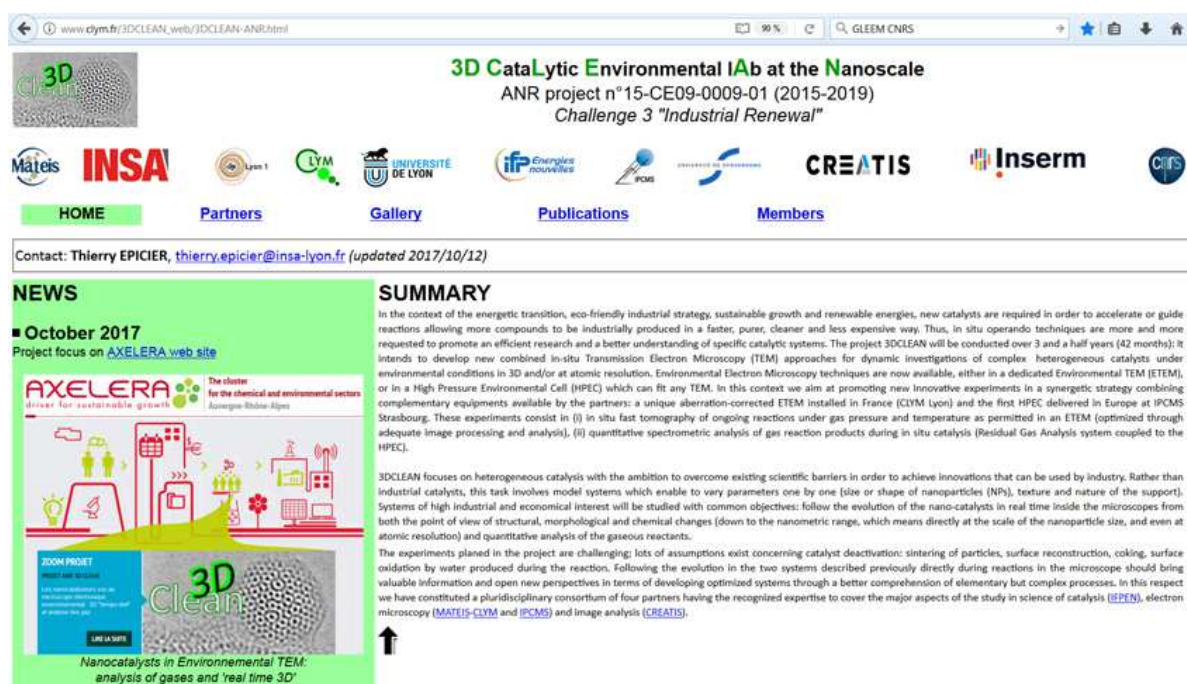 www.clym.fr/3DCLEAN_web/3DCLEAN-ANR.html
90 %
GLEEM CNRS
3D
Clean
3D CataLytic Environmental lAb at the Nanoscale
ANR project n°15-CE09-0009-01 (2015-2019)
Challenge 3 "Industrial Renewal"
Mateis
INSA
Lyon 1
CLYM
UNIVERSITÉ
DE LYON
ifp Energies
nouvelles
IPCMS
UNIVERSITÉ DE STRASBOURG
CREATIS
Inserm
cnrs
HOME
Partners
Gallery
Publications
Members
Contact: Thierry EPICIER, thierry.epicier@insa-lyon.fr (updated 2017/10/12)
NEWS
October 2017
Project focus on AXELERA web site
AXELERA
driver for sustainable growth
The cluster
for the chemical and environmental sectors
Auvergne-Rhône-Alpes
ZOOM PROJET
PROJET ANR 3D CLEAN
LIRE LA SUITE
3D
Clean
Nanocatalysts in Environnemental TEM:
analysis of gases and 'real time 3D'
SUMMARY
In the context of the energetic transition, eco-friendly industrial strategy, sustainable growth and renewable energies, new catalysts are required in order to accelerate or guide
reactions allowing more compounds to be industrially produced in a faster, purer, cleaner and less expensive way. Thus, in situ operando techniques are more and more
requested to promote an efficient research and a better understanding of specific catalytic systems. The project 3DCLEAN will be conducted over 3 and a half years (42 months): it
intends to develop new combined in-situ Transmission Electron Microscopy (TEM) approaches for dynamic investigations of complex heterogeneous catalysts under
environmental conditions in 3D and/or at atomic resolution. Environmental Electron Microscopy techniques are now available, either in a dedicated Environmental TEM (ETEM),
or in a High Pressure Environmental Cell (HPEC) which can fit any TEM. In this context we aim at promoting new innovative experiments in a synergetic strategy combining
complementary equipments available by the partners: a unique aberration-corrected ETEM installed in France (CLYM Lyon) and the first HPEC delivered in Europe at IPCMS
Strasbourg. These experiments consist in (i) in situ fast tomography of ongoing reactions under gas pressure and temperature as permitted in an ETEM (optimized through
adequate image processing and analysis), (ii) quantitative spectrometric analysis of gas reaction products during in situ catalysis (Residual Gas Analysis system coupled to the
HPEC).
3DCLEAN focuses on heterogeneous catalysis with the ambition to overcome existing scientific barriers in order to achieve innovations that can be used by industry. Rather than
industrial catalysts, this task involves model systems which enable to vary parameters one by one (size or shape of nanoparticles (NPs), texture and nature of the support).
Systems of high industrial and economical interest will be studied with common objectives: follow the evolution of the nano-catalysts in real time inside the microscopes from
both the point of view of structural, morphological and chemical changes (down to the nanometric range, which means directly at the scale of the nanoparticle size, and even at
atomic resolution) and quantitative analysis of the gaseous reactants.
The experiments planed in the project are challenging; lots of assumptions exist concerning catalyst deactivation: sintering of particles, surface reconstruction, coking, surface
oxidation by water produced during the reaction. Following the evolution in the two systems described previously directly during reactions in the microscope should bring
valuable information and open new perspectives in terms of developing optimized systems through a better comprehension of elementary but complex processes. In this respect
we have constituted a pluridisciplinary consortium of four partners having the recognized expertise to cover the major aspects of the study in science of catalysis (IFPEN), electron
microscopy (MATEIS-CLYM and IPCMS) and image analysis (CREATIS).